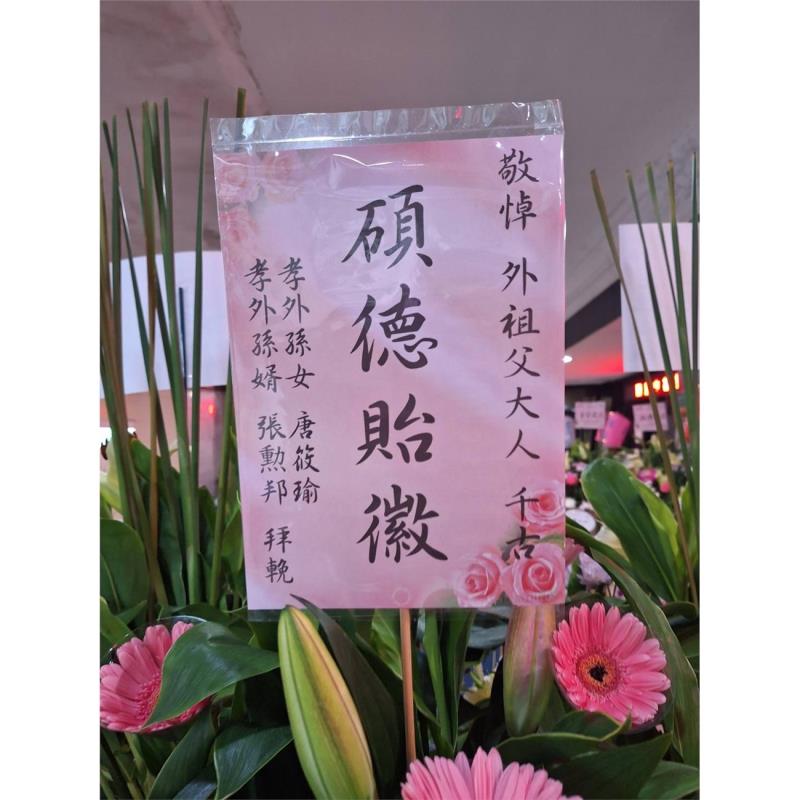 敬悼 外祖父大人 千古
碩德貽徽
孝外孫女 唐筱瑜
孝外孫婿 張勳邦
拜輓